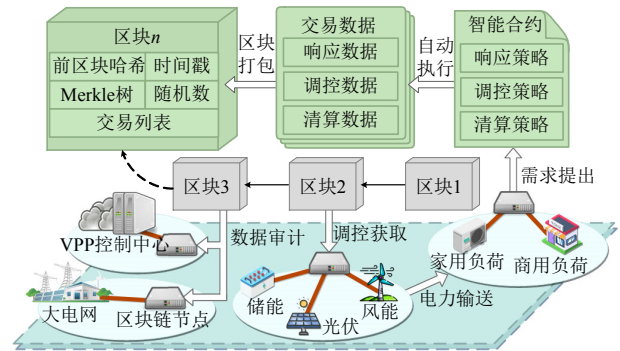 区块n
前区块哈希
时间戳
Merkle树
随机数
交易列表
区块
打包
交易数据
响应数据
调控数据
清算数据
自动
执行
智能合约
响应策略
调控策略
清算策略
区块3
区块2
区块1
需求提出
VPP控制中心
数据审计
调控获取
家用负荷
商用负荷
大电网
区块链节点
储能
光伏
风能
电力输送